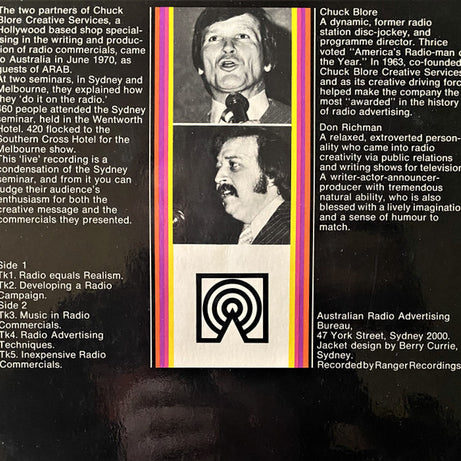 The two partners of Chuck
Blore Creative Services, a
Hollywood based shop special-
sing in the writing and produc-
ion of radio commercials, came
to Australia in June 1970, as
guests of ARAB.
At two seminars, in Sydney and
Melbourne, they explained how
they 'do it on the radio.'
460 people attended the Sydney
seminar, held in the Wentworth
Hotel. 420 flocked to the
Southern Cross Hotel for the
Melbourne show.
This 'live' recording is a
condensation of the Sydney
seminar, and from it you can
judge their audience's
enthusiasm for both the
creative message and the
commercials they presented.
Side 1
Tk1. Radio equals Realism.
Tk2. Developing a Radio
Campaign.
Side 2
Tk3. Music in Radio
Commercials.
Tk4. Radio Advertising
Techniques.
Tk5. Inexpensive Radio
Commercials.
Chuck Blore
A dynamic, former radio
station disc-jockey, and
programme director. Thrice
voted "America's Radio-man o
the Year." In 1963, co-founded
Chuck Blore Creative Services
and as its creative driving forc
helped make the company the
most "awarded" in the history
of radio advertising.
Don Richman
A relaxed, extroverted person-
ality who came into radio
creativity via public relations
and writing shows for television
A writer-actor-announcer-
producer with tremendous
natural ability, who is also
blessed with a lively imaginatio
and a sense of humour to
match.
Australian Radio Advertising
Bureau,
47 York Street, Sydney 2000.
Jacket design by Berry Currie,
Sydney.
Recorded by Ranger Recordings